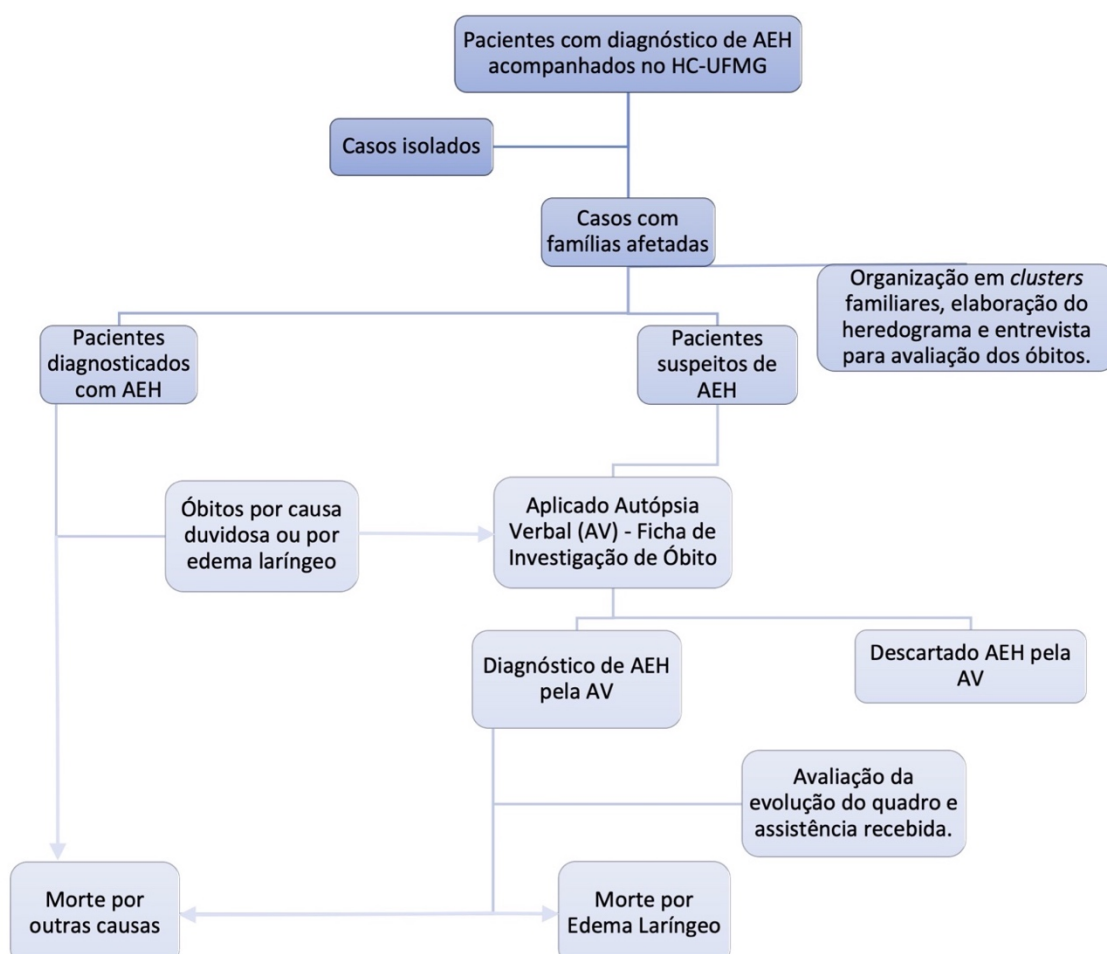 Pacientes com diagnóstico de AEH
acompanhados no HC-UFMG
Casos isolados
Casos com
famílias afetadas
Organização em clusters
familiares, elaboração do
heredograma e entrevista
para avaliação dos óbitos.
Pacientes
diagnosticados
com AEH
Pacientes
suspeitos de
AEH
Óbitos por causa
duvidosa ou por
edema laríngeo
Aplicado Autópsia
Verbal (AV) - Ficha de
Investigação de Óbito
Diagnóstico de AEH
pela AV
Descartado AEH pela
AV
Avaliação da
evolução do quadro e
assistência recebida.
Morte por
outras causas
Morte por
Edema Laríngeo